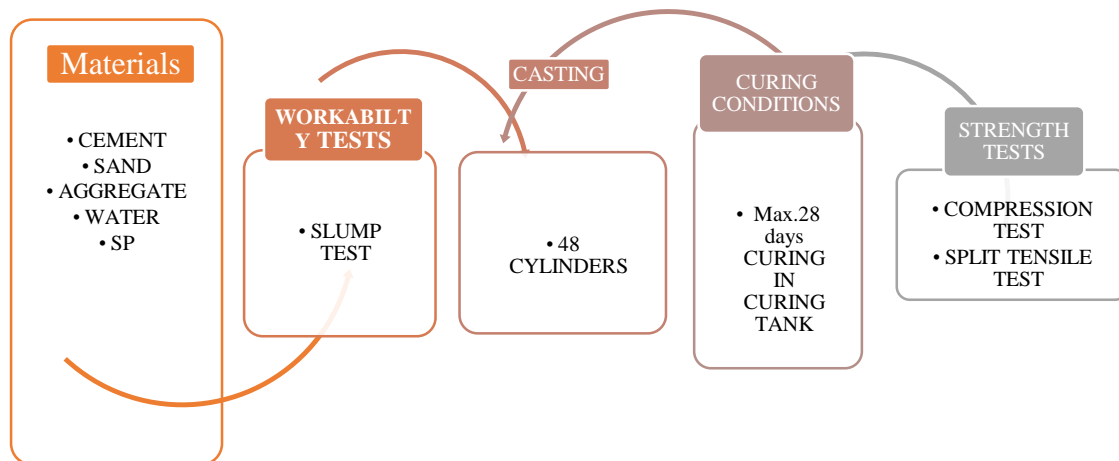 Materials
• CEMENT
• SAND
• AGGREGATE
• WATER
• SP
WORKABILT
Y TESTS
• SLUMP
TEST
CASTING
• 48
CYLINDERS
CURING
CONDITIONS
• Max.28
days
CURING
IN
CURING
TANK
STRENGTH
TESTS
• COMPRESSION
TEST
• SPLIT TENSILE
TEST